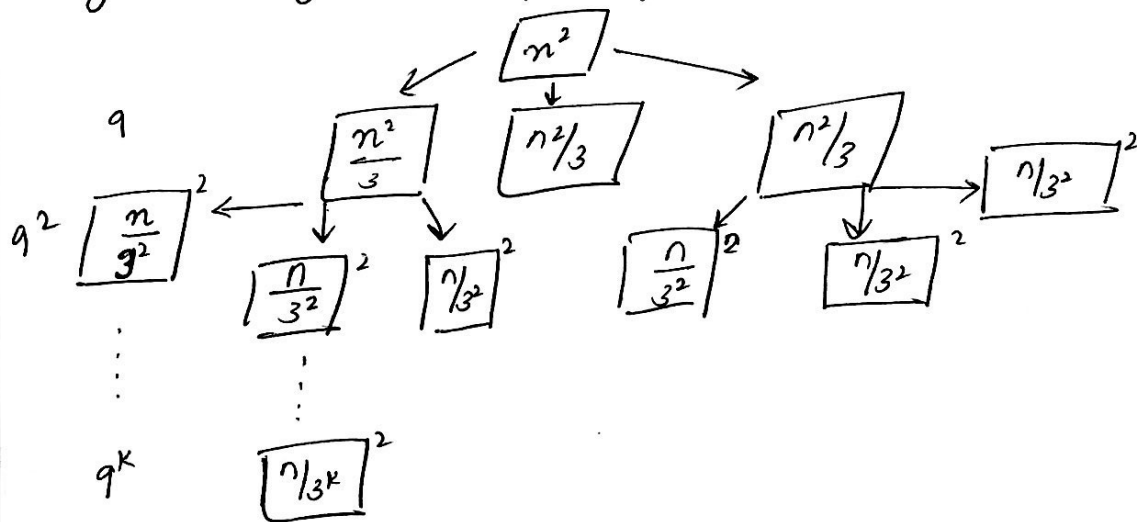 n²
9
n²/3
n²/3
n²/3
n/3² ²
9²
n/3² ²
n/3² ²
n/3² ²
n/3² ²
n/3² ²
9ᵏ
n/3ᵏ ²